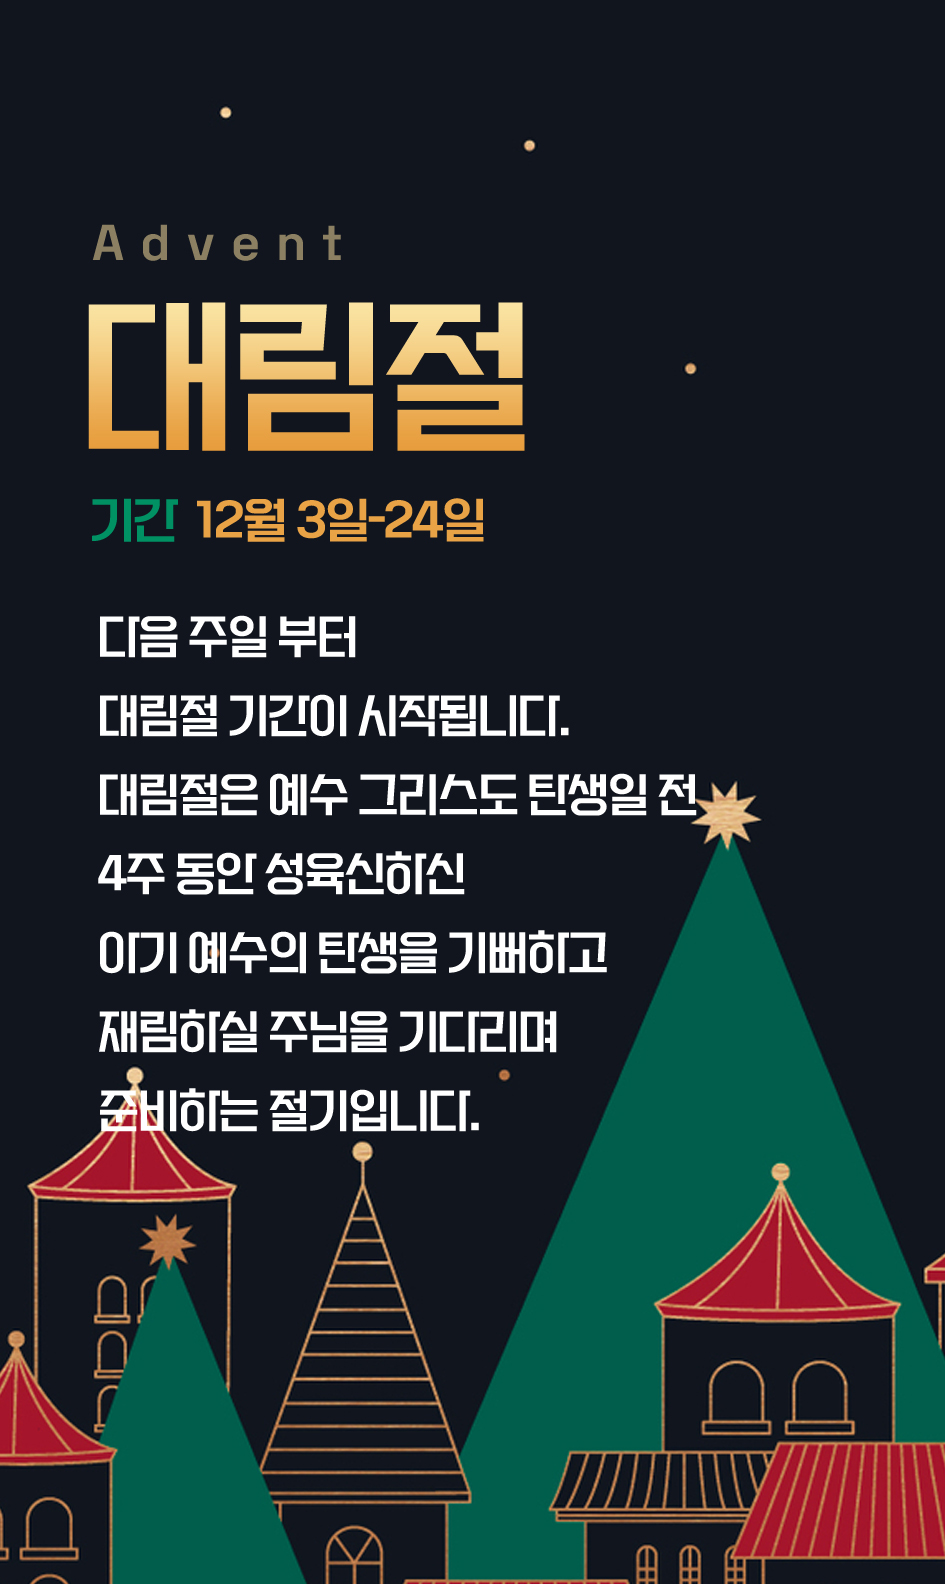 Advent
대림절
기간 12월 3일-24일
다음 주일 부터
대림절 기간이 시작됩니다.
대림절은 예수 그리스도 탄생일 전
4주 동안 성육신하신
아기 예수의 탄생을 기뻐하고
재림하실 주님을 기다리며
준비하는 절기입니다.